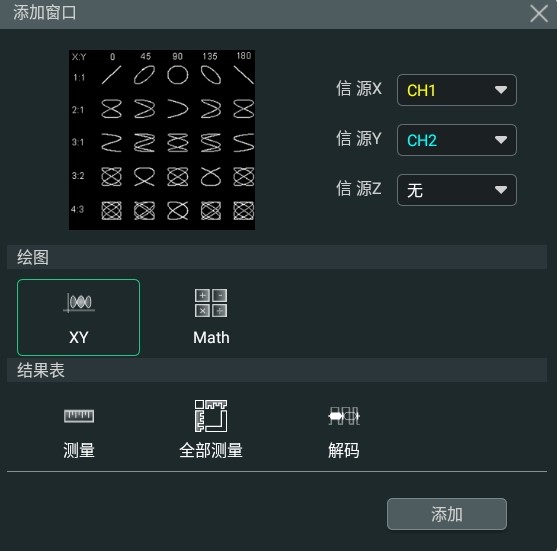 添加窗口
X:Y 0 45 90 135 180
1:1
2:1
3:1
3:2
4:3
信源X CH1
信源Y CH2
信源Z 无
绘图
XY Math
结果表
测量 全部测量 解码
添加